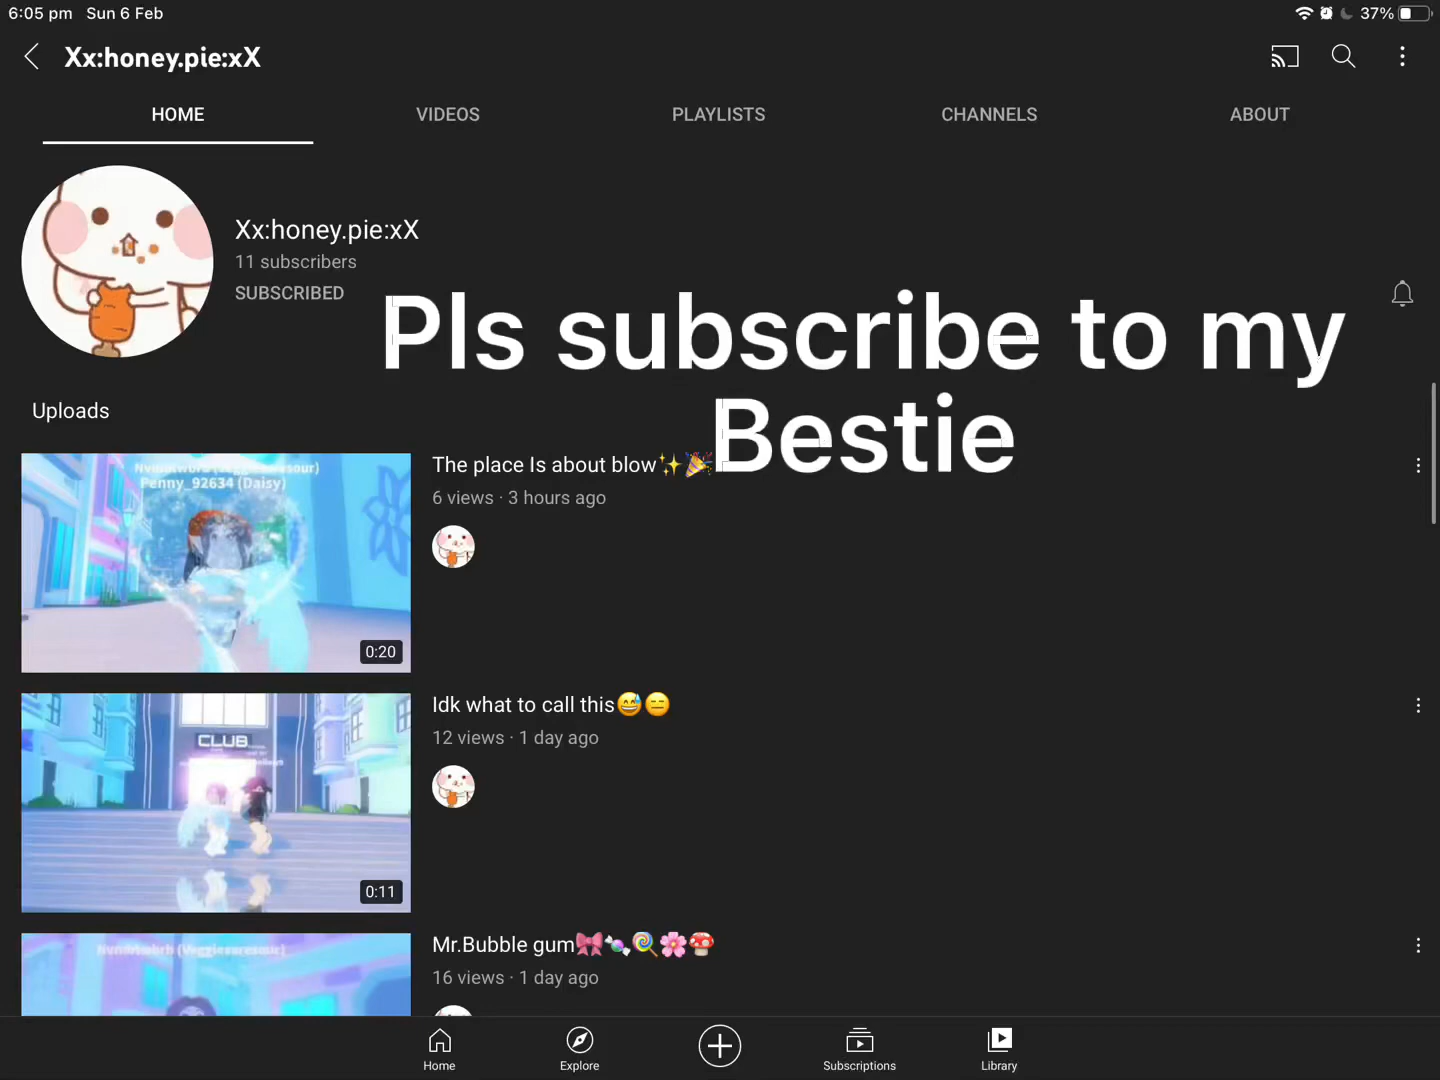 6:05 pm Sun 6 Feb
37%
Xx:honey.pie:xX
HOME VIDEOS PLAYLISTS CHANNELS ABOUT
Xx:honey.pie:xX
11 subscribers
SUBSCRIBED
Pls subscribe to my
Bestie
Uploads
Penny_92634 (Daisy)
0:20
The place Is about blow✨🎉
6 views · 3 hours ago
CLUB
0:11
Idk what to call this😅😑
12 views · 1 day ago
Mr.Bubble gum🎀🍬🍭🌸🍄
16 views · 1 day ago
Home Explore Subscriptions Library